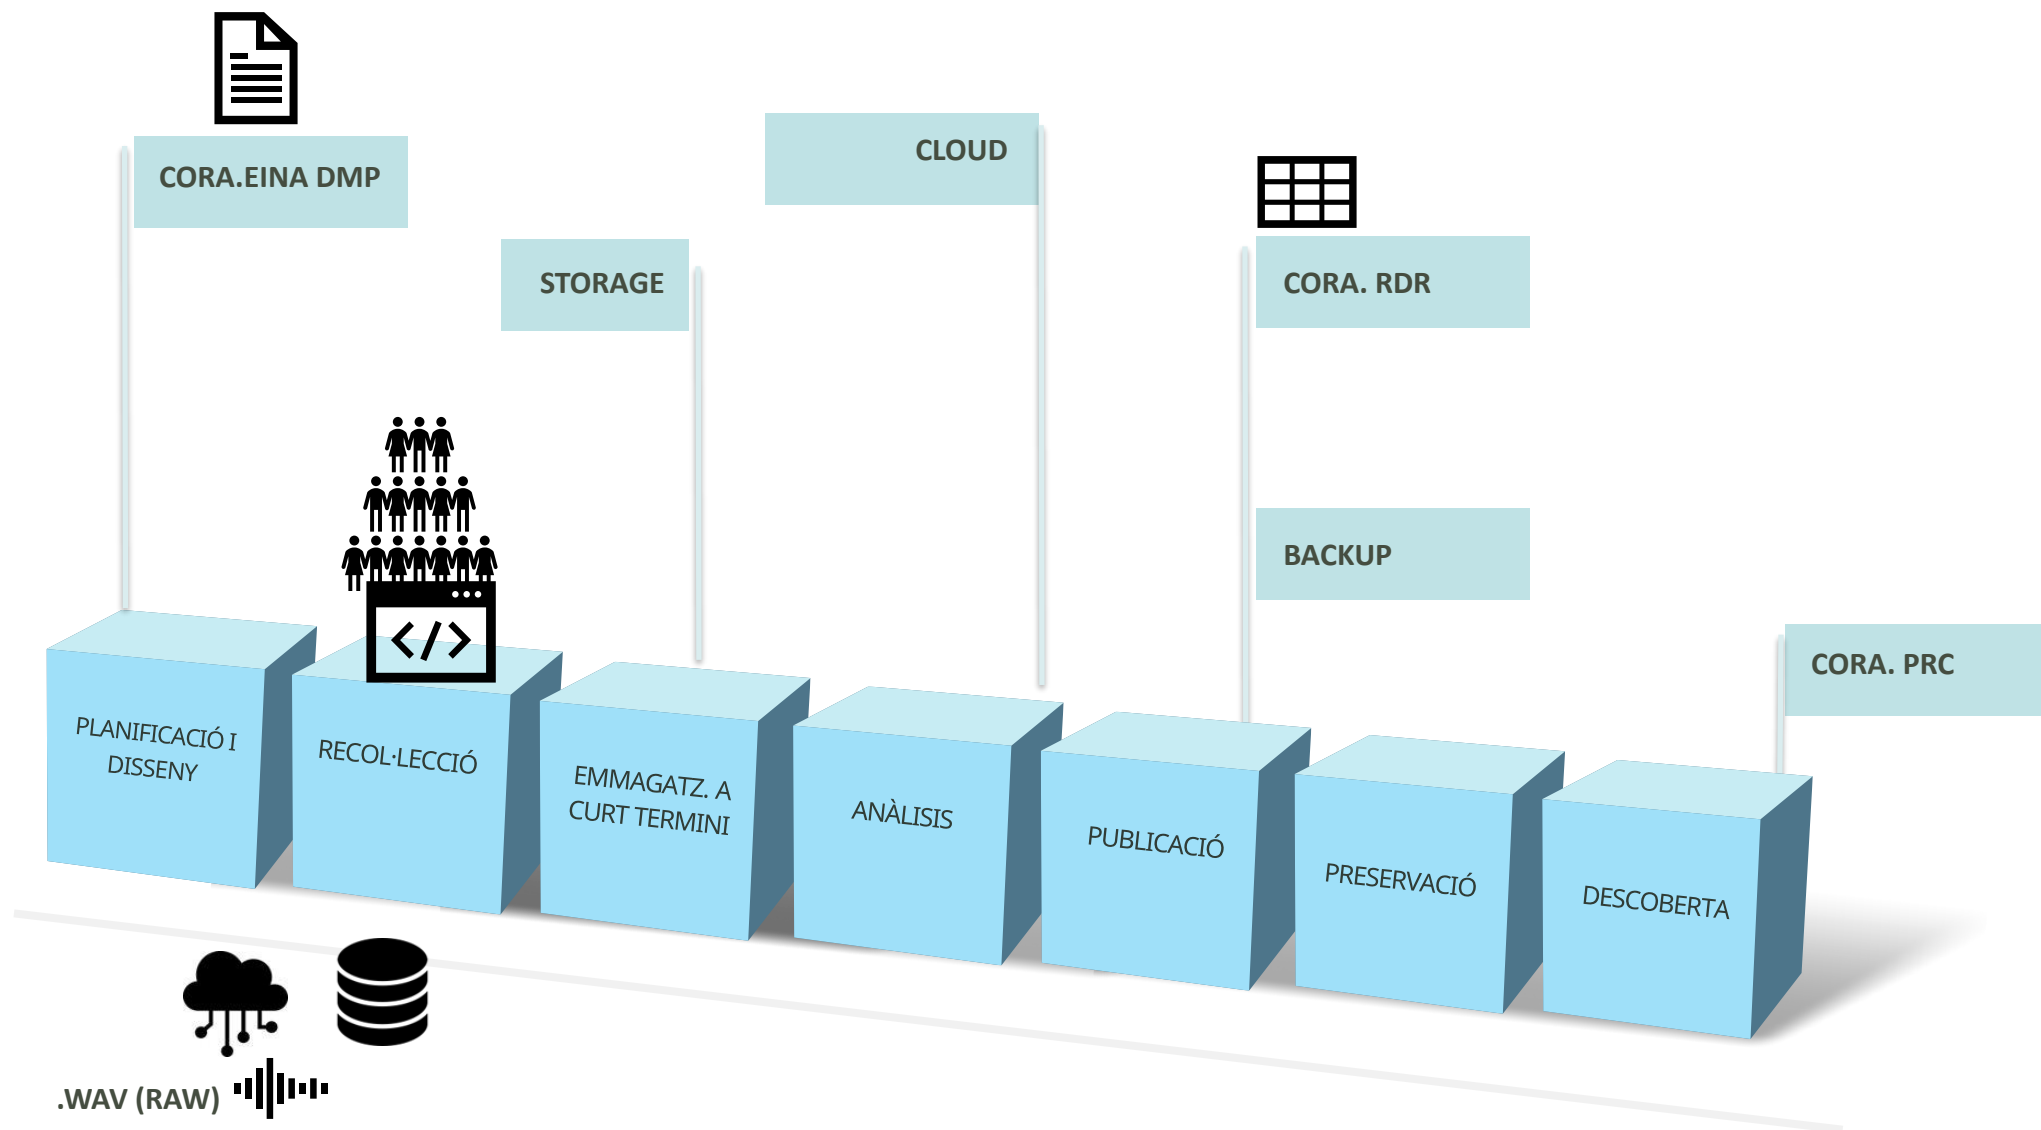 CORA.EINA DMP
STORAGE
CLOUD
CORA. RDR
BACKUP
CORA. PRC
PLANIFICACIÓ I
DISSENY
RECOL·LECCIÓ
</>
EMMAGATZ. A
CURT TERMINI
ANÀLISIS
PUBLICACIÓ
PRESERVACIÓ
DESCOBERTA
.WAV (RAW)